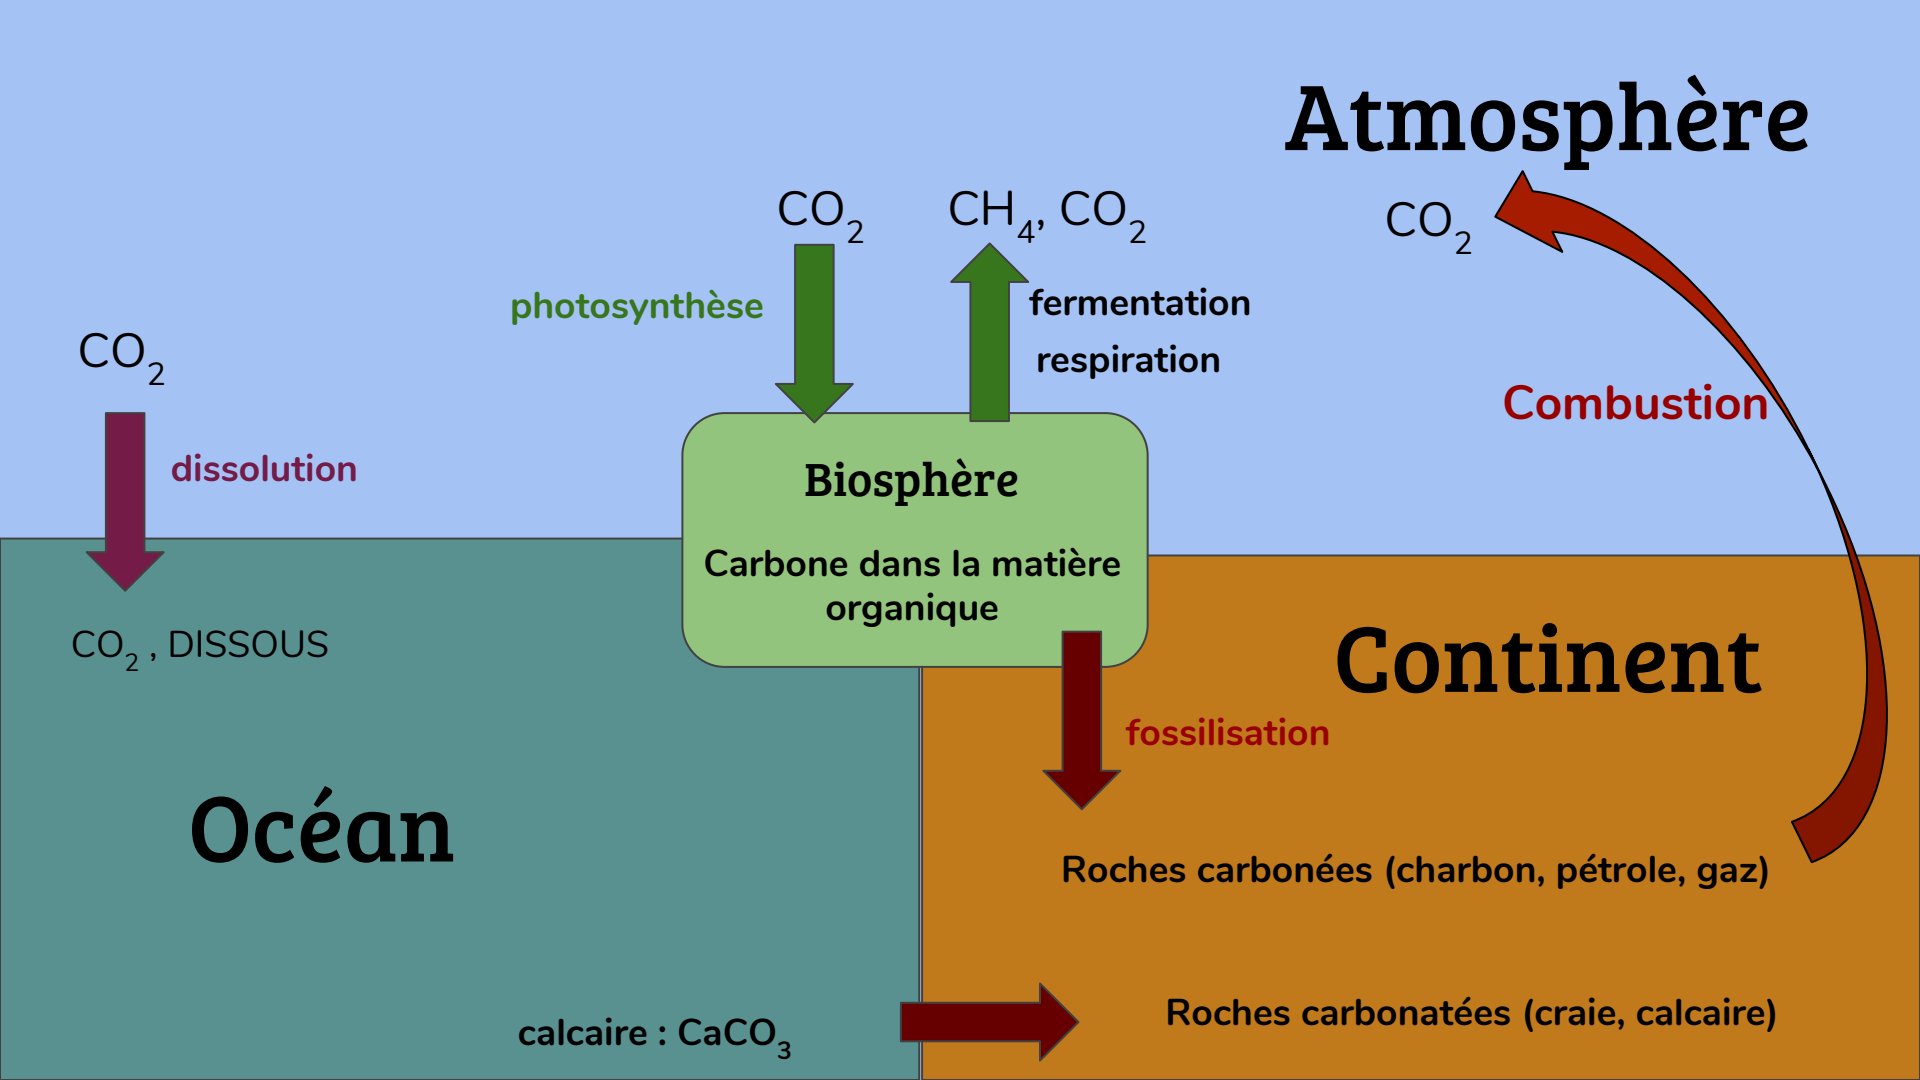 Atmosphère
CO2
CH4, CO2
CO2
photosynthèse
fermentation
respiration
CO2
Combustion
dissolution
Biosphère
Carbone dans la matière
organique
CO2 , DISSOUS
Continent
fossilisation
Océan
Roches carbonées (charbon, pétrole, gaz)
Roches carbonatées (craie, calcaire)
calcaire : CaCO3